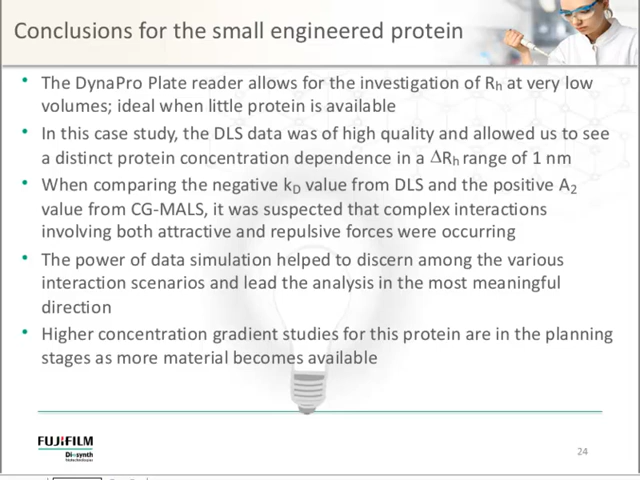 Conclusions for the small engineered protein
• The DynaPro Plate reader allows for the investigation of Rh at very low
volumes; ideal when little protein is available
• In this case study, the DLS data was of high quality and allowed us to see
a distinct protein concentration dependence in a ΔRh range of 1 nm
• When comparing the negative kD value from DLS and the positive A2
value from CG-MALS, it was suspected that complex interactions
involving both attractive and repulsive forces were occurring
• The power of data simulation helped to discern among the various
interaction scenarios and lead the analysis in the most meaningful
direction
• Higher concentration gradient studies for this protein are in the planning
stages as more material becomes available
FUJIFILM
Diosynth
24